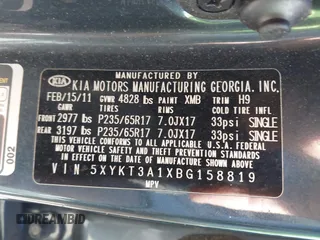 KIA KIA MOTORS MANUFACTURING GEORGIA, INC.
FEB/15/11 GVWR 4828 lbs PAINT XMB TRIM H9
GAWR TIRES RIMS COLD TIRE INFL.
FRONT 2977 lbs P235/65R17 7.0JX17 33psi SINGLE
REAR 3197 lbs P235/65R17 7.0JX17 33psi SINGLE
THIS VEHICLE CONFORMS TO ALL APPLICABLE U.S.A. FEDERAL
MOTOR VEHICLE SAFETY AND THEFT PREVENTION STANDARDS IN
EFFECT ON THE DATE OF MANUFACTURE SHOWN ABOVE.
VIN 5XYKT3A1XBG158819
MPV
002
DREAMBID